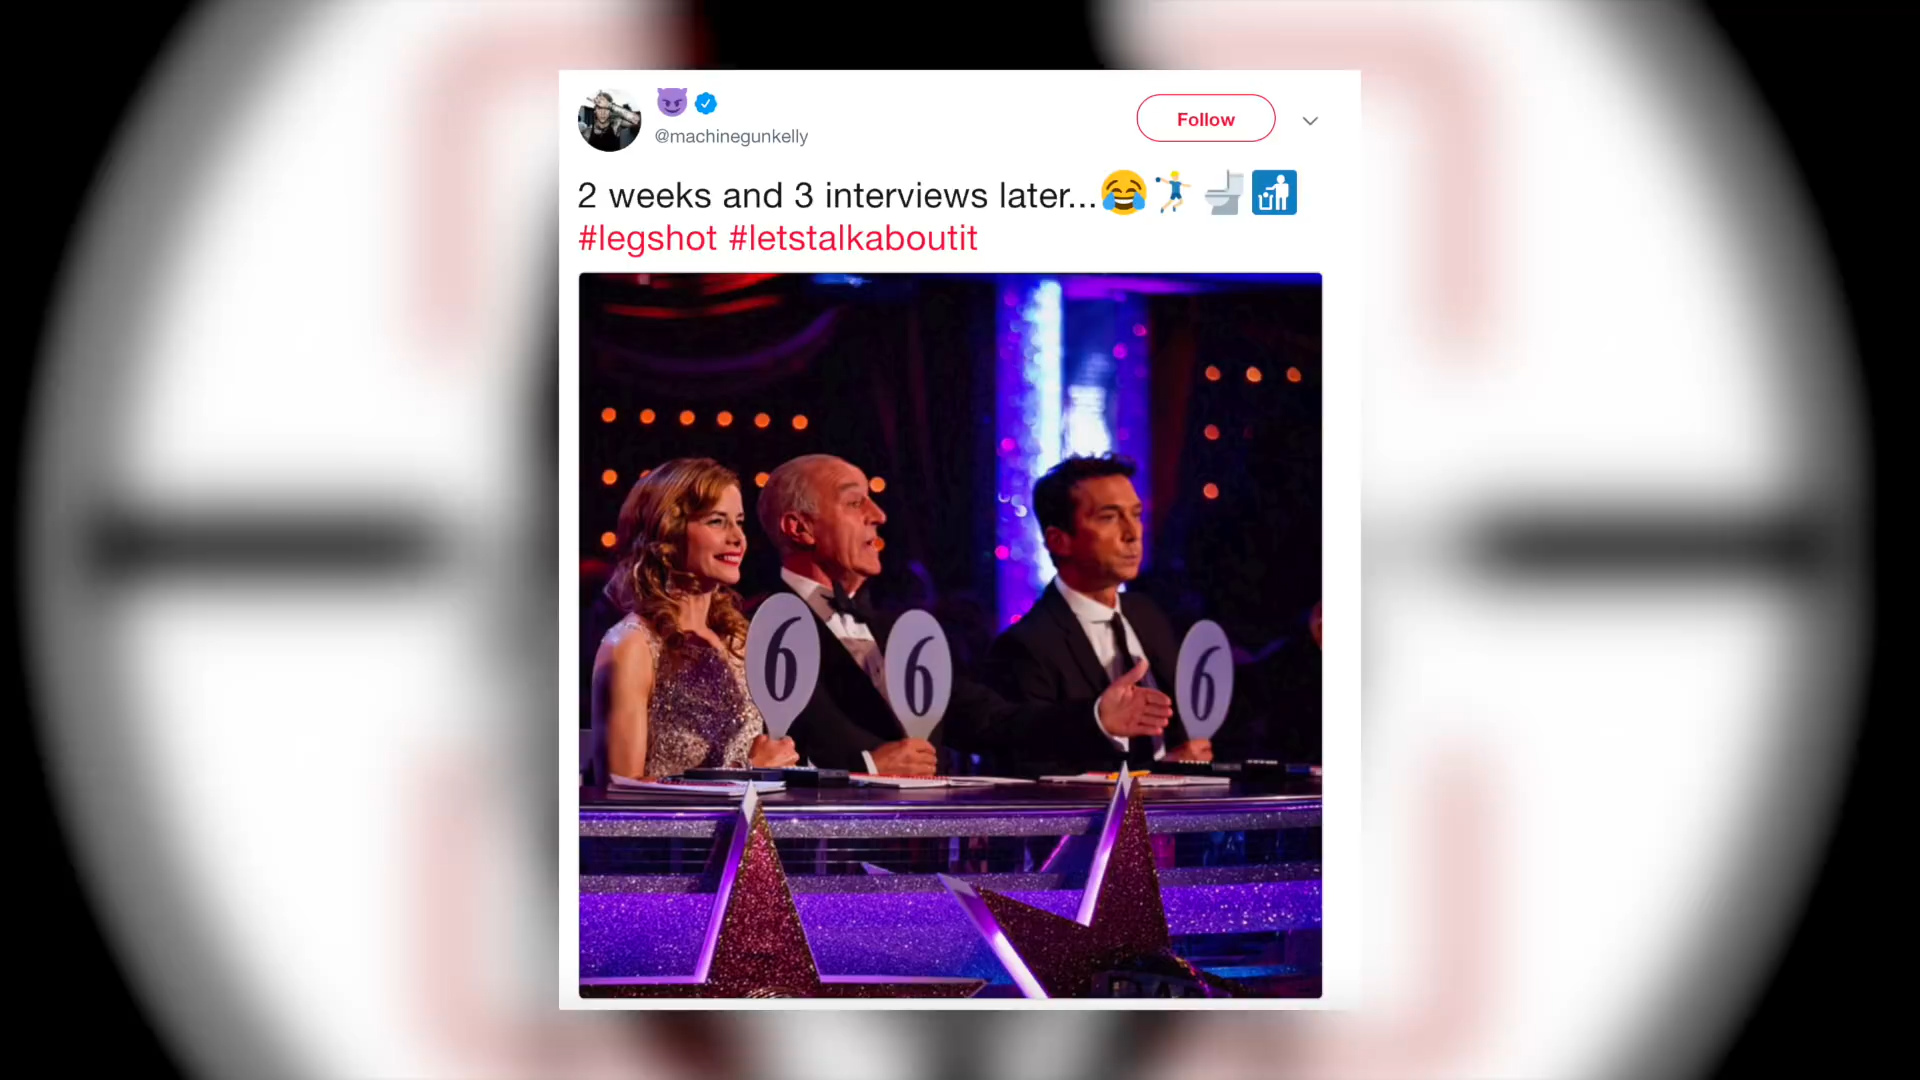 @machinegunkelly
Follow
2 weeks and 3 interviews later...😂🤾🚽🚮
#legshot #letstalkaboutit
6 6 6